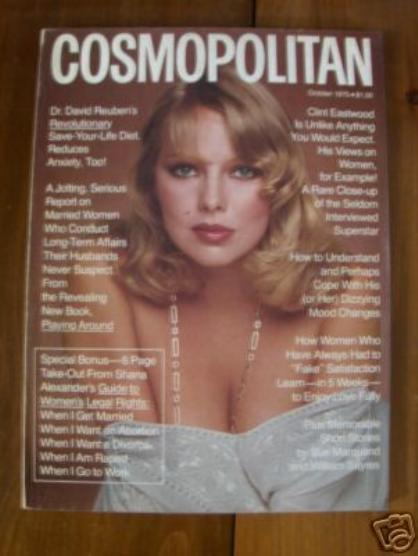 COSMOPOLITAN
October 1975 • $1.00
Dr. David Reuben's
Revolutionary
Save-Your-Life Diet.
Reduces
Anxiety, Too!
A Jolting, Serious
Report on
Married Women
Who Conduct
Long-Term Affairs
Their Husbands
Never Suspect.
From
the Revealing
New Book,
Playing Around
Special Bonus—6 Page
Take-Out From Shana
Alexander's Guide to
Women's Legal Rights:
When I Get Married
When I Want an Abortion
When I Want a Divorce
When I Am Raped
When I Go to Work
Clint Eastwood
Is Unlike Anything
You Would Expect.
His Views on
Women,
for Example!
A Rare Close-up
of the Seldom
Interviewed
Superstar
How to Understand
and Perhaps
Cope With His
(or Her) Dizzying
Mood Changes
How Women Who
Have Always Had to
"Fake" Satisfaction
Learn—in 5 Weeks—
to Enjoy Love Fully
Plus Memorable
Short Stories
by Sue Marquand
and William